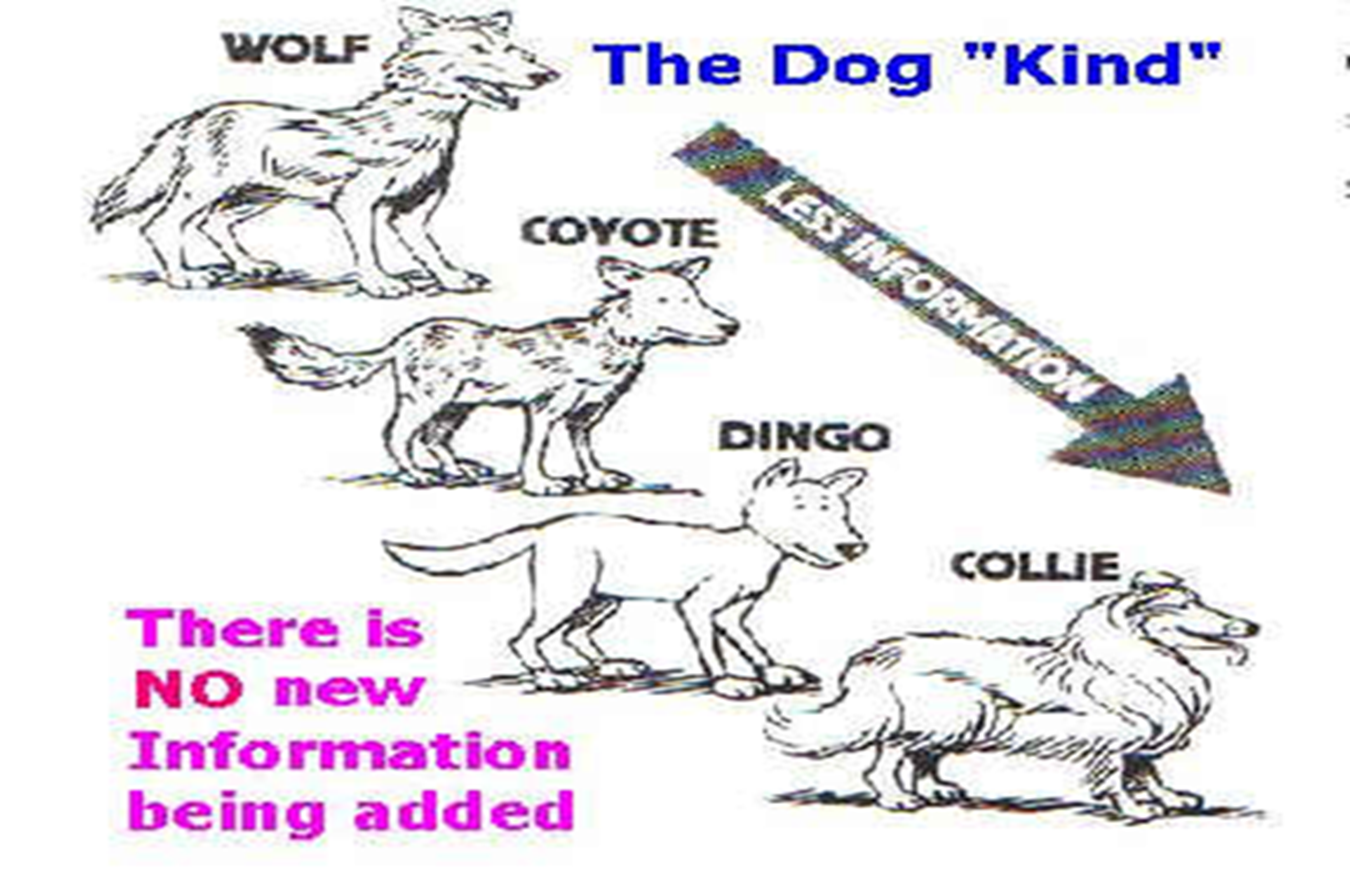 WOLF
The Dog "Kind"
LESS INFORMATION
COYOTE
DINGO
COLLIE
There is
NO new
Information
being added